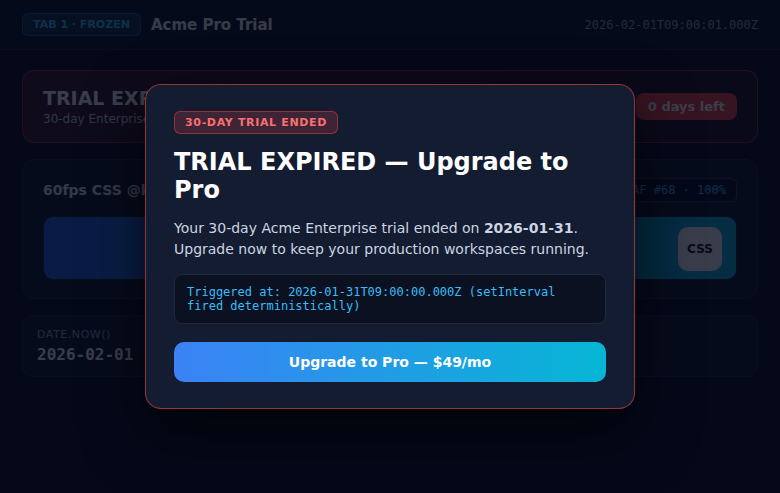 TAB 1 · FROZEN Acme Pro Trial 2026-02-01T09:00:01.000Z
TRIAL
30-day Enterprise
0 days left
30-DAY TRIAL ENDED
TRIAL EXPIRED — Upgrade to
Pro
60fps CSS
#68 · 100%
Your 30-day Acme Enterprise trial ended on 2026-01-31.
Upgrade now to keep your production workspaces running.
CSS
Triggered at: 2026-01-31T09:00:00.000Z (setInterval
fired deterministically)
DATE.NOW()
2026-02-01
Upgrade to Pro — $49/mo